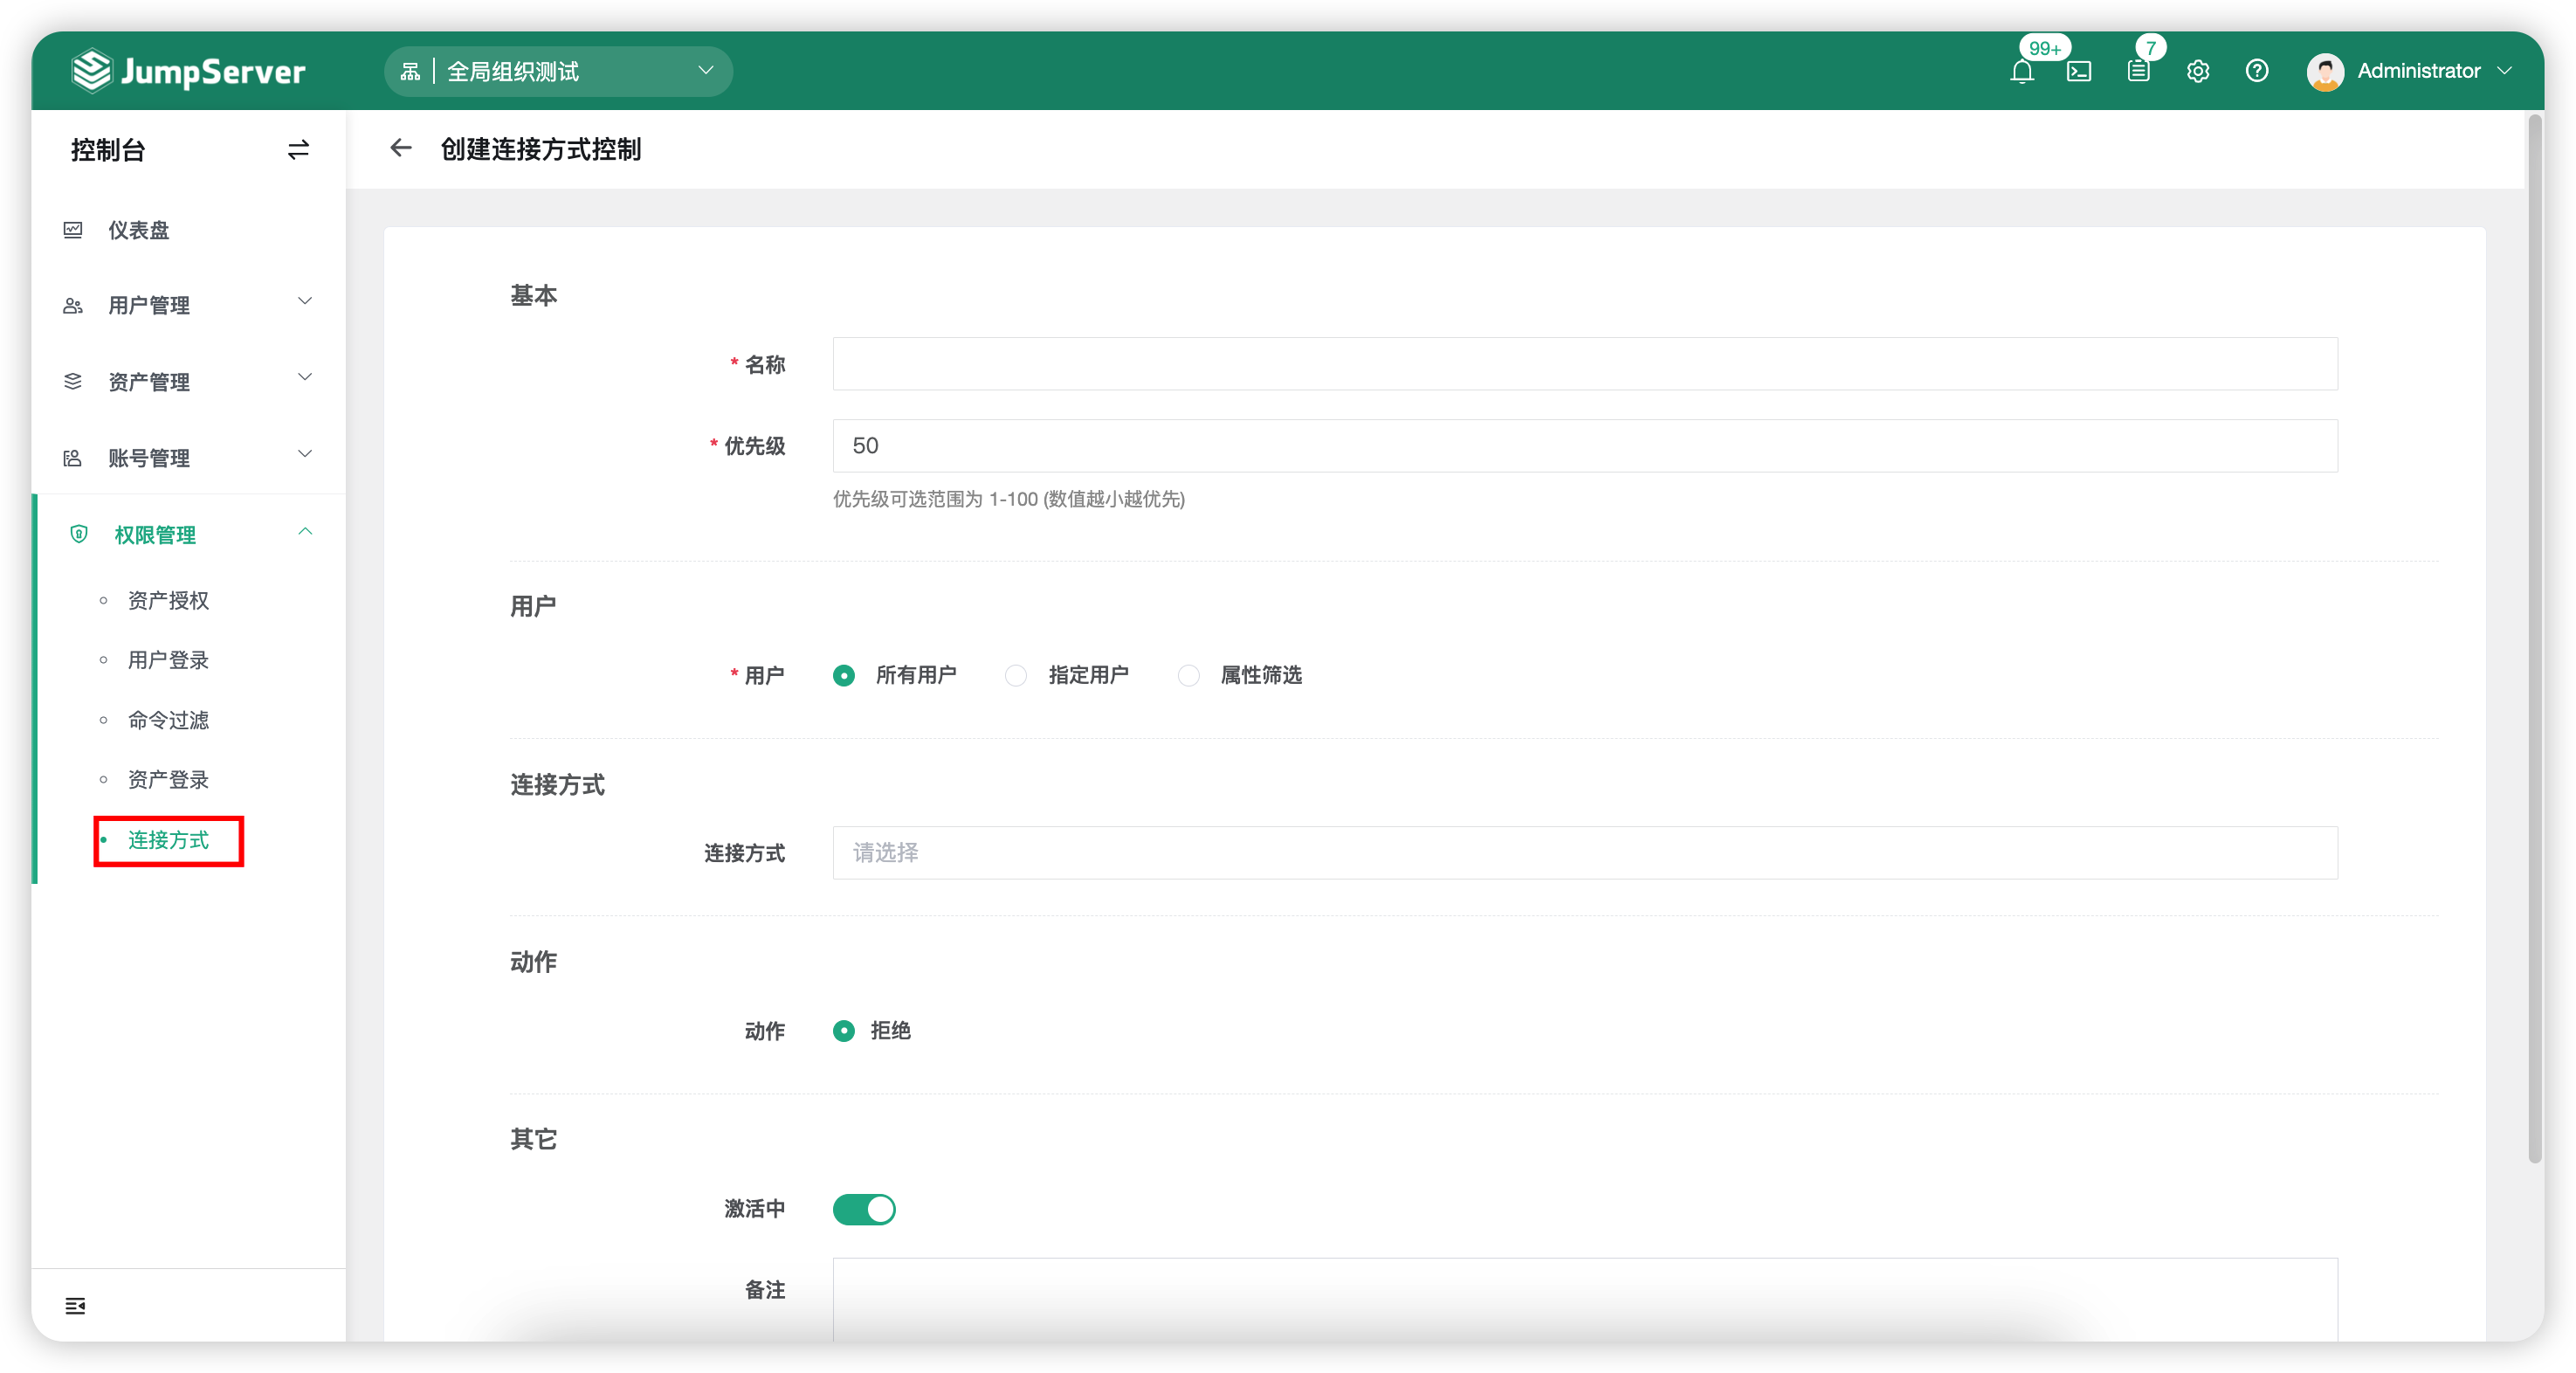 JumpServer
全局组织测试
99+
7
Administrator
控制台
仪表盘
用户管理
资产管理
账号管理
权限管理
资产授权
用户登录
命令过滤
资产登录
连接方式
创建连接方式控制
基本
* 名称
* 优先级
50
优先级可选范围为 1-100 (数值越小越优先)
用户
* 用户 所有用户 指定用户 属性筛选
连接方式
连接方式
请选择
动作
动作 拒绝
其它
激活中
备注